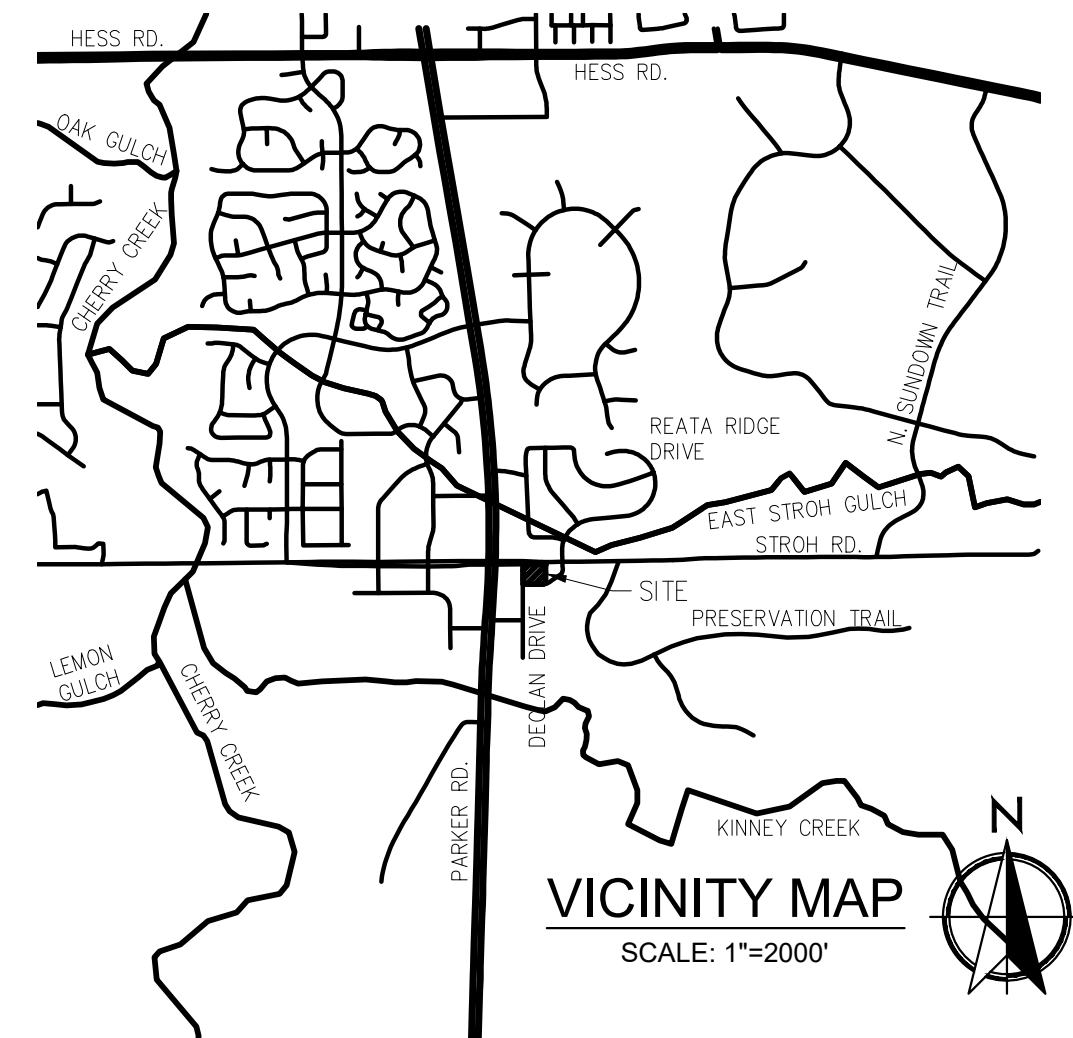 HESS RD.
HESS RD.
OAK GULCH
CHERRY CREEK
N. SUNDOWN TRAIL
REATA RIDGE
DRIVE
EAST STROH GULCH
STROH RD.
SITE
PRESERVATION TRAIL
DECLAN DRIVE
LEMON
GULCH
CHERRY CREEK
PARKER RD.
KINNEY CREEK
N
VICINITY MAP
SCALE: 1"=2000'